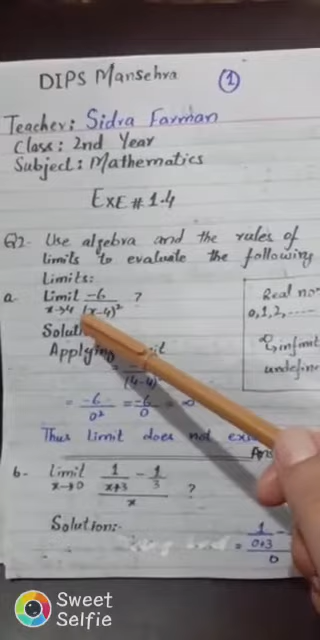 DIPS Mansehra
①
Teacher: Sidra Farman
Class: 2nd Year
Subject: Mathematics
Exe # 1.4
Q2- Use algebra and the rules of
limits to evaluate the following
Limits:
a- Limit x→4 -6/(x-4)² ?
Real no
0,1,2,......
∞
undefine
Applying
(4-4)
= -6/0² = -6/0 = ∞
Thus Limit does not
Ans
b- Limit x→0 (1/(x+3) - 1/3)/x ?
Solution:-
= (1/(0+3) -
0
Sweet
Selfie